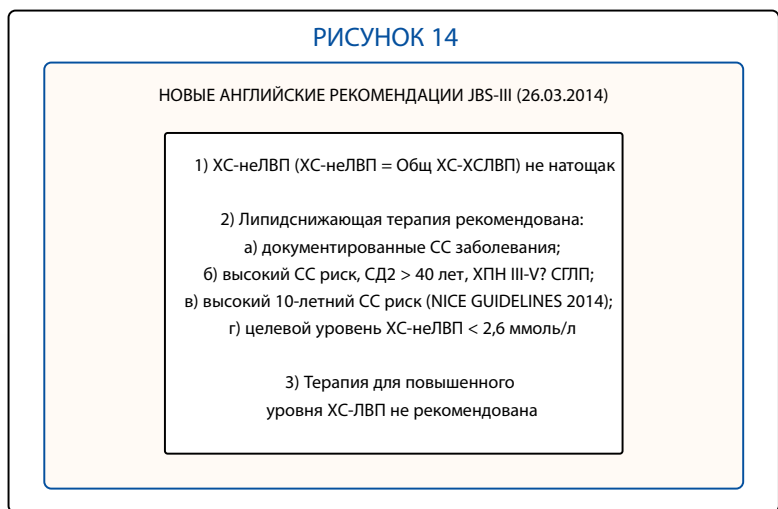 РИСУНОК 14
НОВЫЕ АНГЛИЙСКИЕ РЕКОМЕНДАЦИИ JBS-III (26.03.2014)
1) ХС-неЛВП (ХС-неЛВП = Общ ХС-ХСЛВП) не натощак
2) Липидснижающая терапия рекомендована:
а) документированные СС заболевания;
б) высокий СС риск, СД2 > 40 лет, ХПН III-V? СГЛП;
в) высокий 10-летний СС риск (NICE GUIDELINES 2014);
г) целевой уровень ХС-неЛВП < 2,6 ммоль/л
3) Терапия для повышенного
уровня ХС-ЛВП не рекомендована